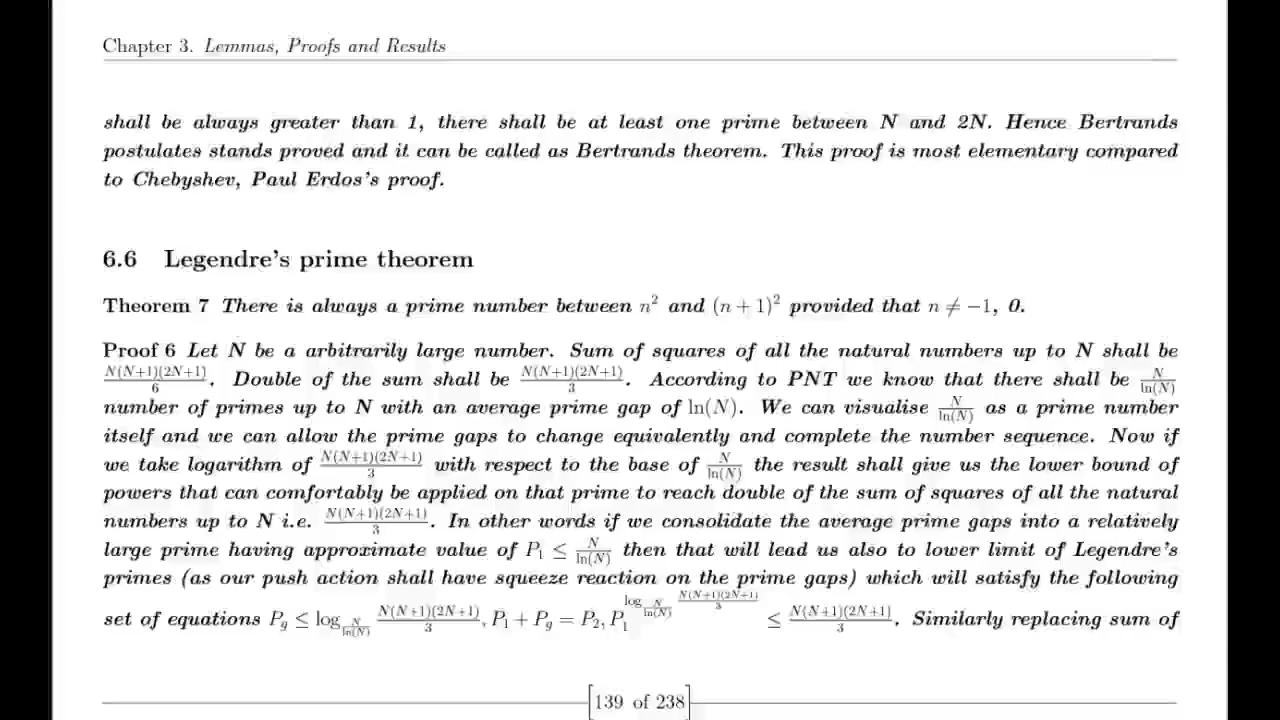 Chapter 3. Lemmas, Proofs and Results
shall be always greater than 1, there shall be at least one prime between N and 2N. Hence Bertrands
postulates stands proved and it can be called as Bertrands theorem. This proof is most elementary compared
to Chebyshev, Paul Erdos's proof.
6.6 Legendre's prime theorem
Theorem 7 There is always a prime number between n² and (n + 1)² provided that n ≠ −1, 0.
Proof 6 Let N be a arbitrarily large number. Sum of squares of all the natural numbers up to N shall be
N(N+1)(2N+1)/6. Double of the sum shall be N(N+1)(2N+1)/3. According to PNT we know that there shall be N/ln(N)
number of primes up to N with an average prime gap of ln(N). We can visualise N/ln(N) as a prime number
itself and we can allow the prime gaps to change equivalently and complete the number sequence. Now if
we take logarithm of N(N+1)(2N+1)/3 with respect to the base of N/ln(N) the result shall give us the lower bound of
powers that can comfortably be applied on that prime to reach double of the sum of squares of all the natural
numbers up to N i.e. N(N+1)(2N+1)/3. In other words if we consolidate the average prime gaps into a relatively
large prime having approximate value of P₁ ≤ N/ln(N) then that will lead us also to lower limit of Legendre's
primes (as our push action shall have squeeze reaction on the prime gaps) which will satisfy the following
set of equations P_g ≤ log_{N/ln(N)} N(N+1)(2N+1)/3, P₁ + P_g = P₂, P₁^{log_{N/ln(N)} N(N+1)(2N+1)/3} ≤ N(N+1)(2N+1)/3. Similarly replacing sum of
139 of 238